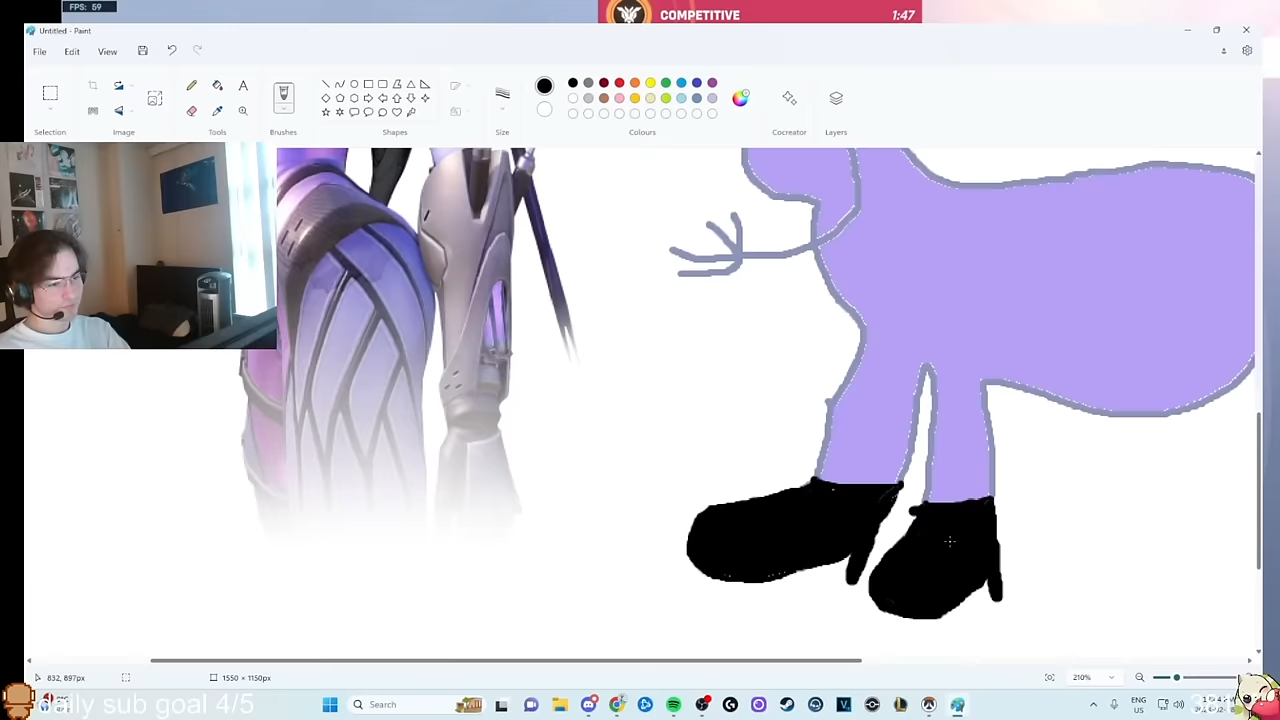 FPS: 59
COMPETITIVE
1:47
Untitled - Paint
File Edit View
Selection
Image
Tools
Brushes
Shapes
Size
Colours
Cocreator
Layers
832, 897px
1550 × 1150px
210%
daily sub goal 4/5
Search
ENG
US